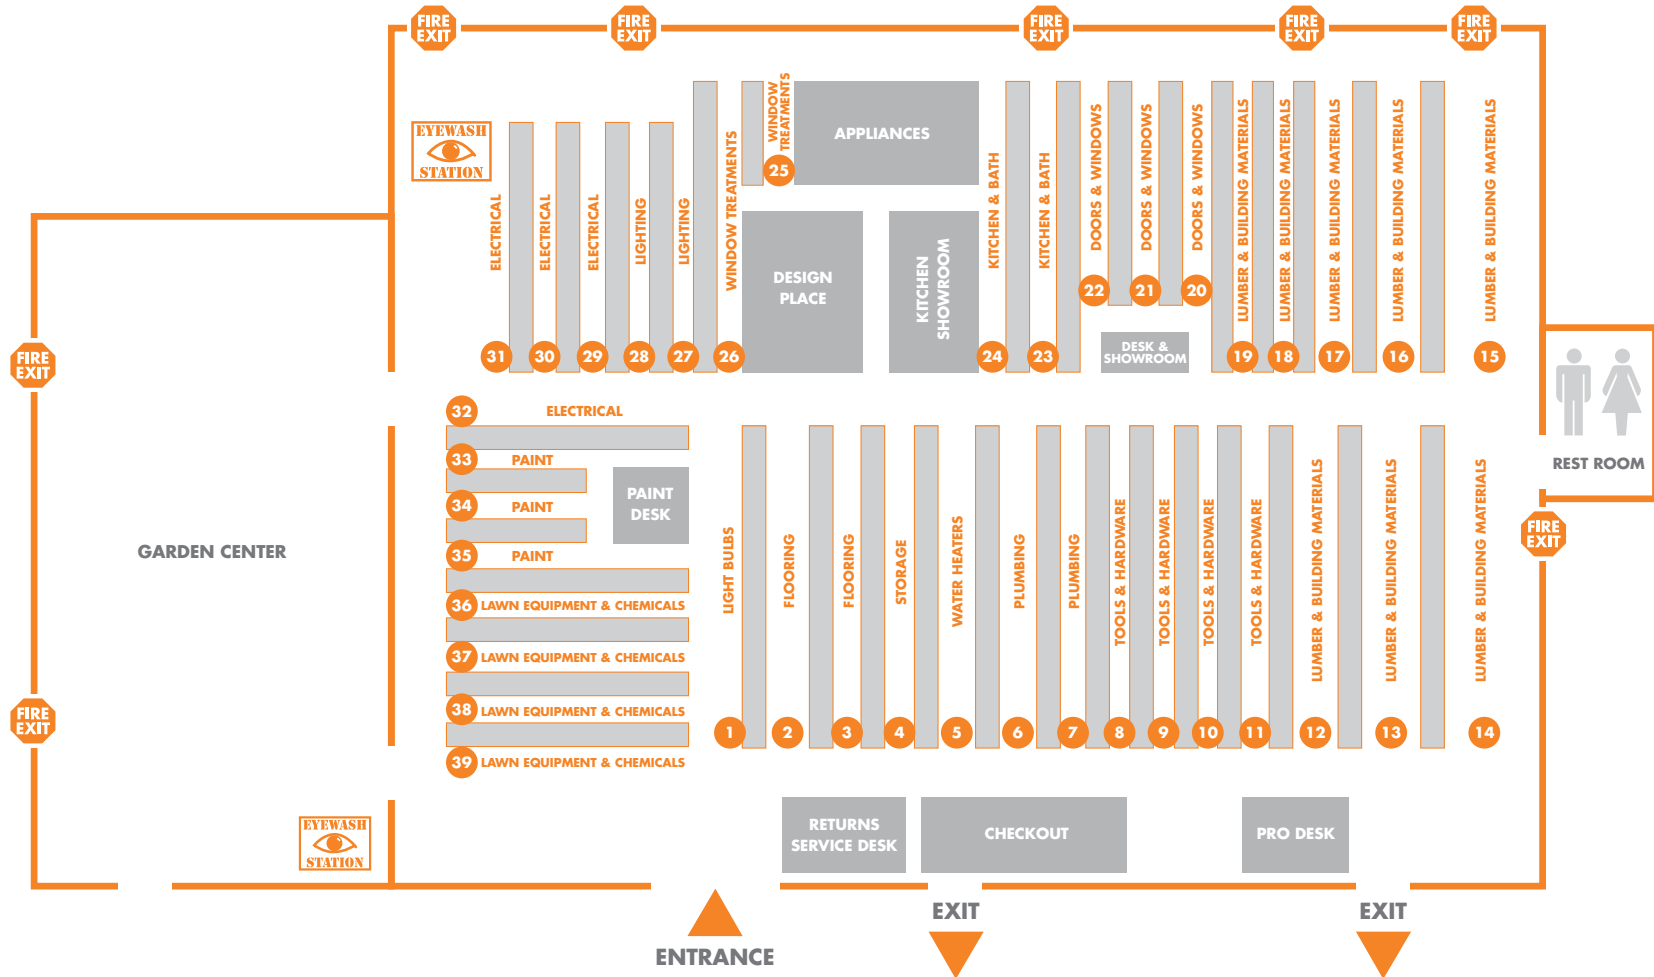 FIRE
EXIT
FIRE
EXIT
FIRE
EXIT
FIRE
EXIT
FIRE
EXIT
EYEWASH
STATION
ELECTRICAL
31
ELECTRICAL
30
ELECTRICAL
29
LIGHTING
28
LIGHTING
27
WINDOW TREATMENTS
26
WINDOW
TREATMENTS
25
APPLIANCES
DESIGN
PLACE
KITCHEN
SHOWROOM
KITCHEN & BATH
24
KITCHEN & BATH
23
DOORS & WINDOWS
22
DOORS & WINDOWS
21
DOORS & WINDOWS
20
DESK &
SHOWROOM
LUMBER & BUILDING MATERIALS
19
LUMBER & BUILDING MATERIALS
18
LUMBER & BUILDING MATERIALS
17
LUMBER & BUILDING MATERIALS
16
LUMBER & BUILDING MATERIALS
15
FIRE
EXIT
REST ROOM
FIRE
EXIT
GARDEN CENTER
FIRE
EXIT
32 ELECTRICAL
33 PAINT
34 PAINT
35 PAINT
PAINT
DESK
36 LAWN EQUIPMENT & CHEMICALS
37 LAWN EQUIPMENT & CHEMICALS
38 LAWN EQUIPMENT & CHEMICALS
39 LAWN EQUIPMENT & CHEMICALS
LIGHT BULBS
1
FLOORING
2
FLOORING
3
STORAGE
4
WATER HEATERS
5
PLUMBING
6
PLUMBING
7
TOOLS & HARDWARE
8
TOOLS & HARDWARE
9
TOOLS & HARDWARE
10
TOOLS & HARDWARE
11
LUMBER & BUILDING MATERIALS
12
LUMBER & BUILDING MATERIALS
13
LUMBER & BUILDING MATERIALS
14
EYEWASH
STATION
RETURNS
SERVICE DESK
CHECKOUT
PRO DESK
ENTRANCE
EXIT
EXIT